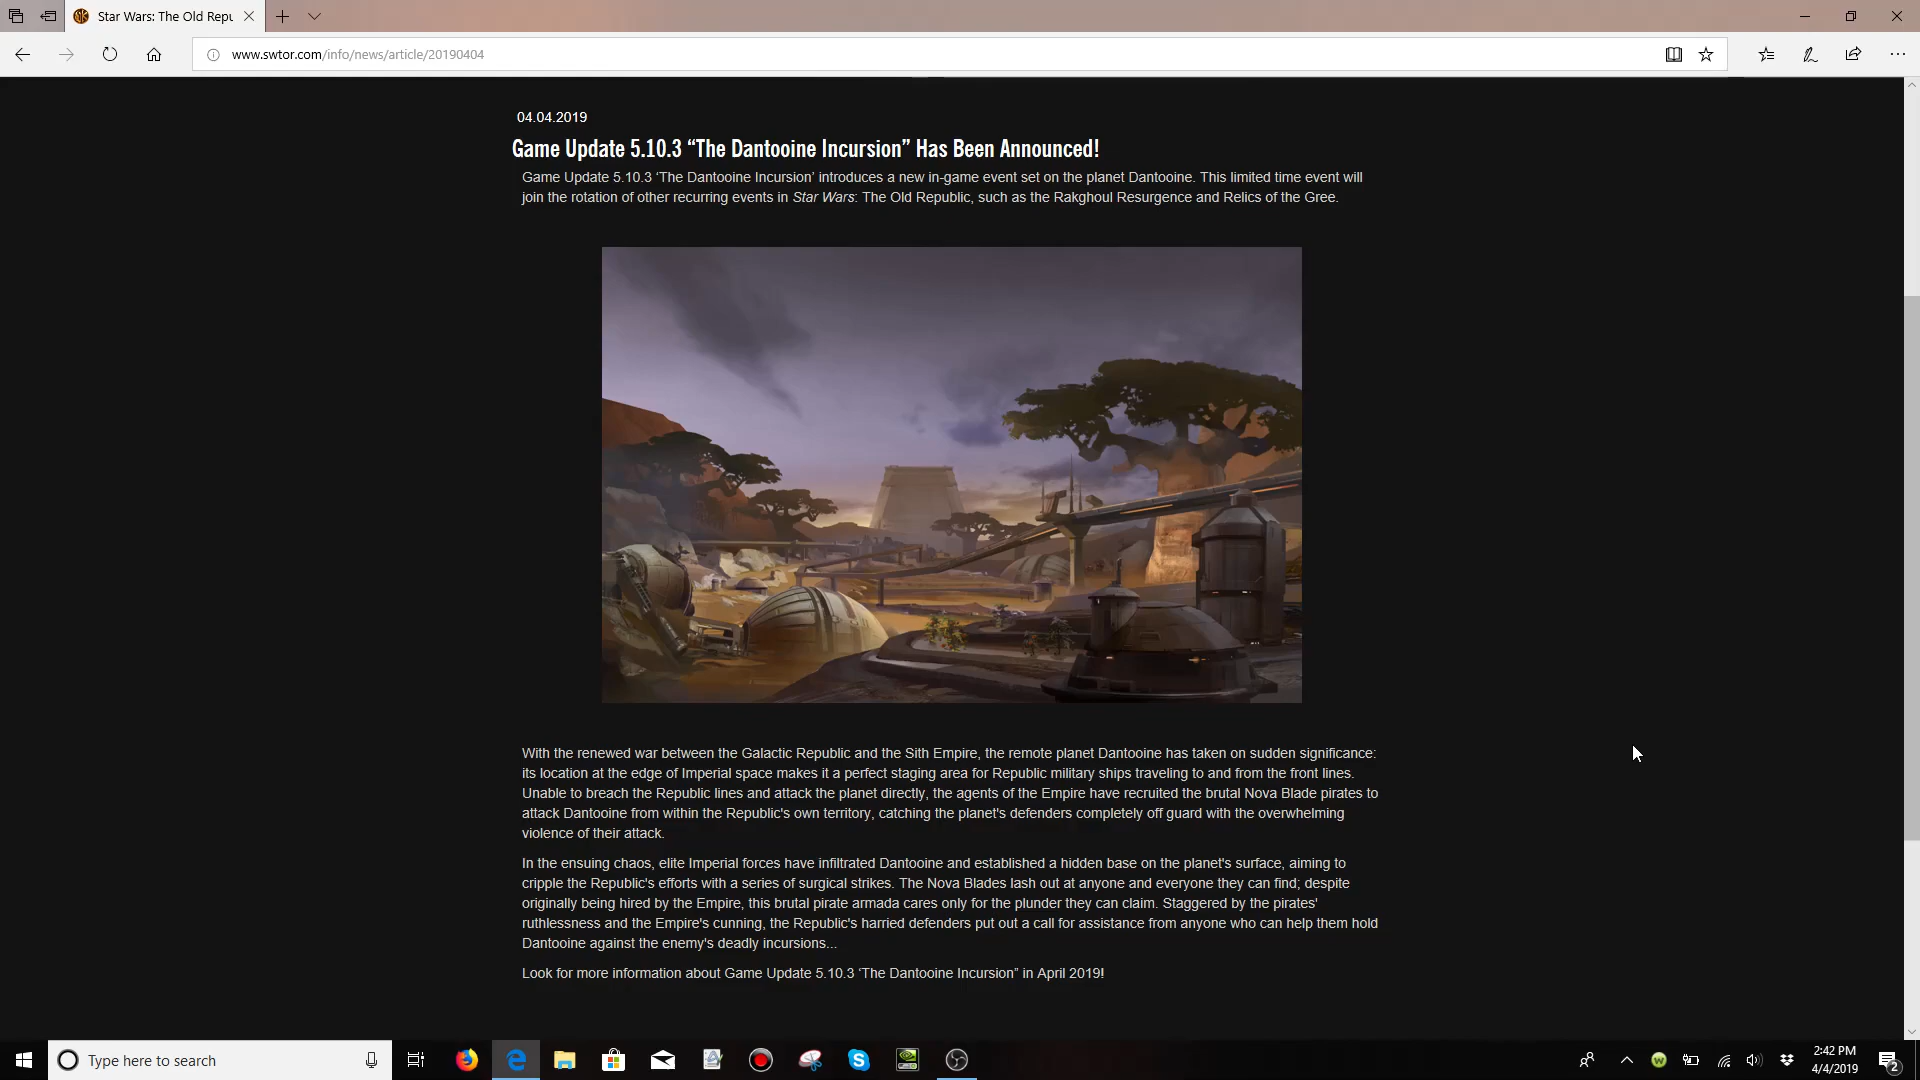 Star Wars: The Old Repu
www.swtor.com/info/news/article/20190404
04.04.2019
Game Update 5.10.3 “The Dantooine Incursion” Has Been Announced!
Game Update 5.10.3 ‘The Dantooine Incursion’ introduces a new in-game event set on the planet Dantooine. This limited time event will
join the rotation of other recurring events in Star Wars: The Old Republic, such as the Rakghoul Resurgence and Relics of the Gree.
With the renewed war between the Galactic Republic and the Sith Empire, the remote planet Dantooine has taken on sudden significance:
its location at the edge of Imperial space makes it a perfect staging area for Republic military ships traveling to and from the front lines.
Unable to breach the Republic lines and attack the planet directly, the agents of the Empire have recruited the brutal Nova Blade pirates to
attack Dantooine from within the Republic's own territory, catching the planet's defenders completely off guard with the overwhelming
violence of their attack.
In the ensuing chaos, elite Imperial forces have infiltrated Dantooine and established a hidden base on the planet's surface, aiming to
cripple the Republic's efforts with a series of surgical strikes. The Nova Blades lash out at anyone and everyone they can find; despite
originally being hired by the Empire, this brutal pirate armada cares only for the plunder they can claim. Staggered by the pirates'
ruthlessness and the Empire's cunning, the Republic's harried defenders put out a call for assistance from anyone who can help them hold
Dantooine against the enemy's deadly incursions...
Look for more information about Game Update 5.10.3 ‘The Dantooine Incursion” in April 2019!
Type here to search
2:42 PM
4/4/2019
2